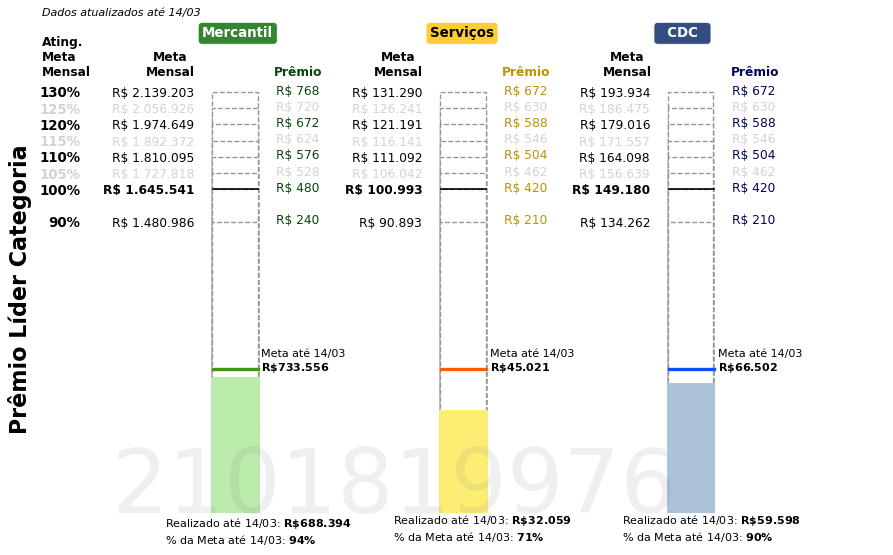 Dados atualizados até 14/03
Mercantil Serviços CDC
Ating.
Meta Meta Meta Meta
Mensal Mensal Prêmio Mensal Prêmio Mensal Prêmio
130% R$ 2.139.203 R$ 768 R$ 131.290 R$ 672 R$ 193.934 R$ 672
125% R$ 2.056.926 R$ 720 R$ 126.241 R$ 630 R$ 186.475 R$ 630
120% R$ 1.974.649 R$ 672 R$ 121.191 R$ 588 R$ 179.016 R$ 588
115% R$ 1.892.372 R$ 624 R$ 116.141 R$ 546 R$ 171.557 R$ 546
110% R$ 1.810.095 R$ 576 R$ 111.092 R$ 504 R$ 164.098 R$ 504
105% R$ 1.727.818 R$ 528 R$ 106.042 R$ 462 R$ 156.639 R$ 462
100% R$ 1.645.541 R$ 480 R$ 100.993 R$ 420 R$ 149.180 R$ 420
90% R$ 1.480.986 R$ 240 R$ 90.893 R$ 210 R$ 134.262 R$ 210
Prêmio Líder Categoria
Meta até 14/03 Meta até 14/03 Meta até 14/03
R$733.556 R$45.021 R$66.502
2101819976
Realizado até 14/03: R$688.394 Realizado até 14/03: R$32.059 Realizado até 14/03: R$59.598
% da Meta até 14/03: 94% % da Meta até 14/03: 71% % da Meta até 14/03: 90%